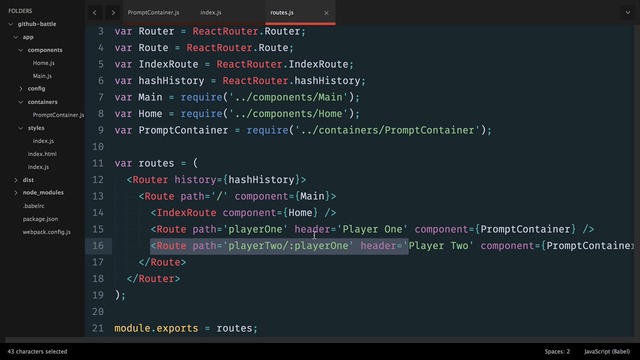 FOLDERS
github-battle
app
components
Home.js
Main.js
config
containers
PromptContainer.js
styles
index.js
index.html
index.js
dist
node_modules
.babelrc
package.json
webpack.config.js
PromptContainer.js index.js routes.js
3 var Router = ReactRouter.Router;
4 var Route = ReactRouter.Route;
5 var IndexRoute = ReactRouter.IndexRoute;
6 var hashHistory = ReactRouter.hashHistory;
7 var Main = require('../components/Main');
8 var Home = require('../components/Home');
9 var PromptContainer = require('../containers/PromptContainer');
10
11 var routes = (
12 <Router history={hashHistory}>
13 <Route path='/' component={Main}>
14 <IndexRoute component={Home} />
15 <Route path='playerOne' header='Player One' component={PromptContainer} />
16 <Route path='playerTwo/:playerOne' header='Player Two' component={PromptContainer
17 </Route>
18 </Router>
19 );
20
21 module.exports = routes;
43 characters selected Spaces: 2 JavaScript (Babel)